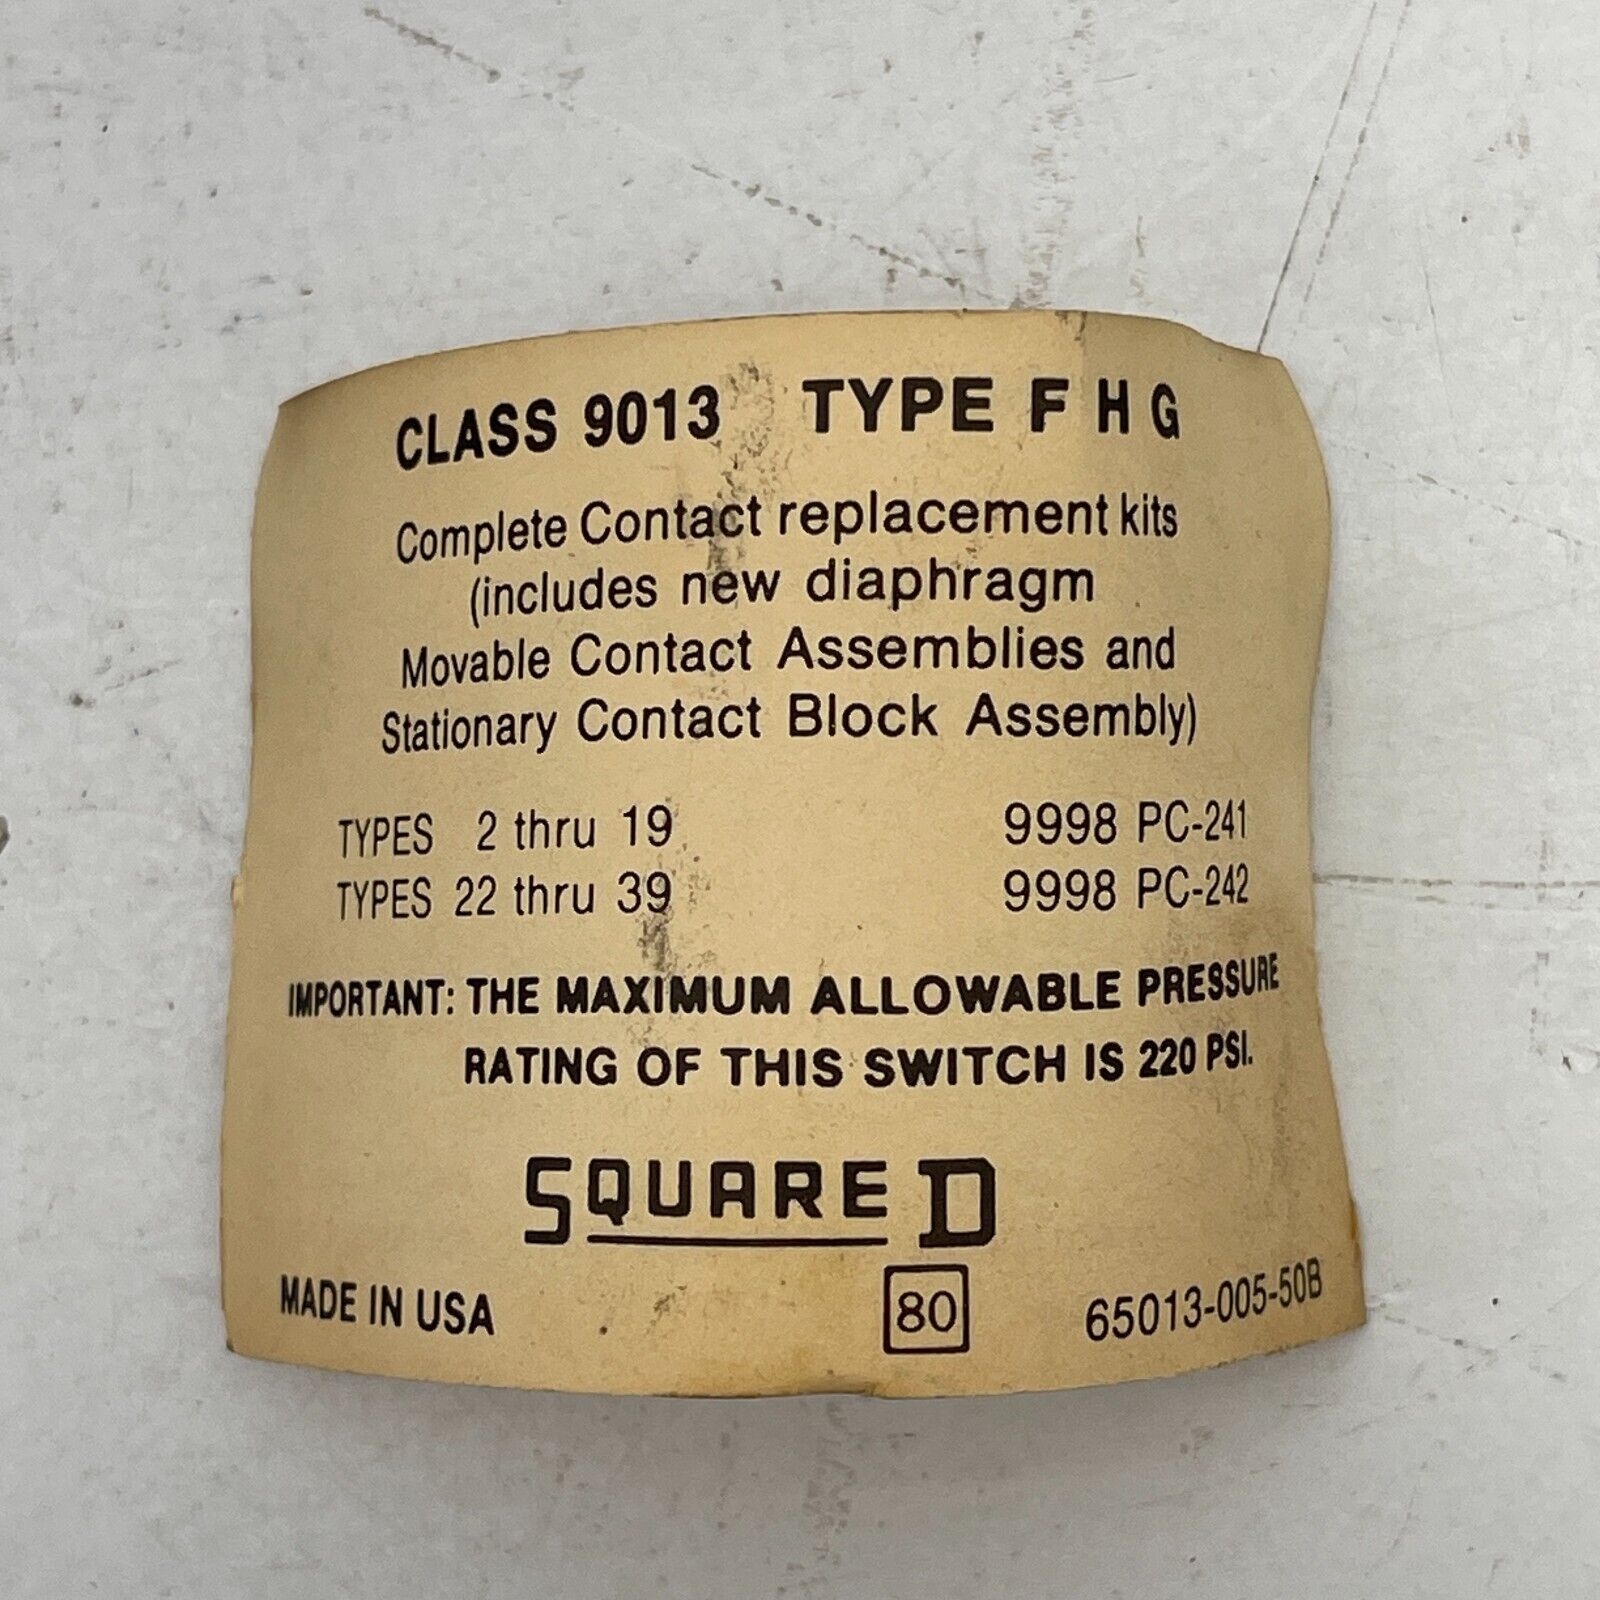 CLASS 9013 TYPE F H G
Complete Contact replacement kits
(includes new diaphragm
Movable Contact Assemblies and
Stationary Contact Block Assembly)
TYPES 2 thru 19 9998 PC-241
TYPES 22 thru 39 9998 PC-242
IMPORTANT: THE MAXIMUM ALLOWABLE PRESSURE
RATING OF THIS SWITCH IS 220 PSI.
SQUARE D
MADE IN USA 80 65013-005-50B